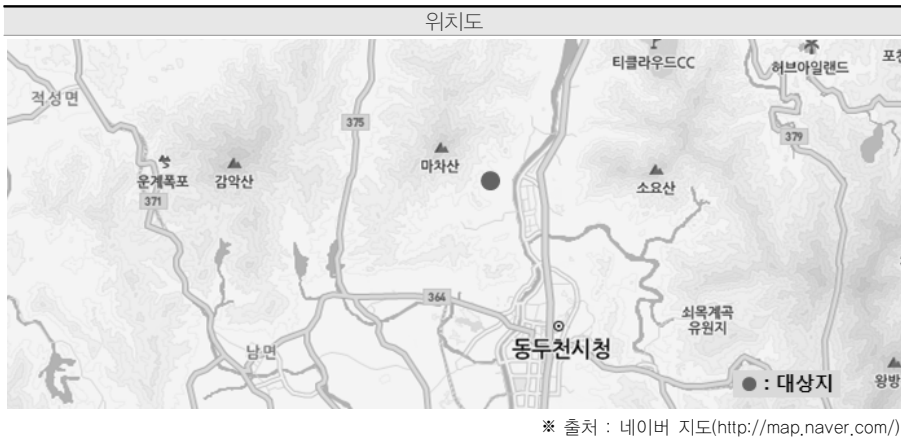 위치도
티클라우드CC
허브아일랜드
포천
적성면
375
379
마차산
운계폭포
감악산
소요산
371
364
쇠목계곡
유원지
동두천시청
남면
왕방
● : 대상지
※ 출처 : 네이버 지도(http://map.naver.com/)